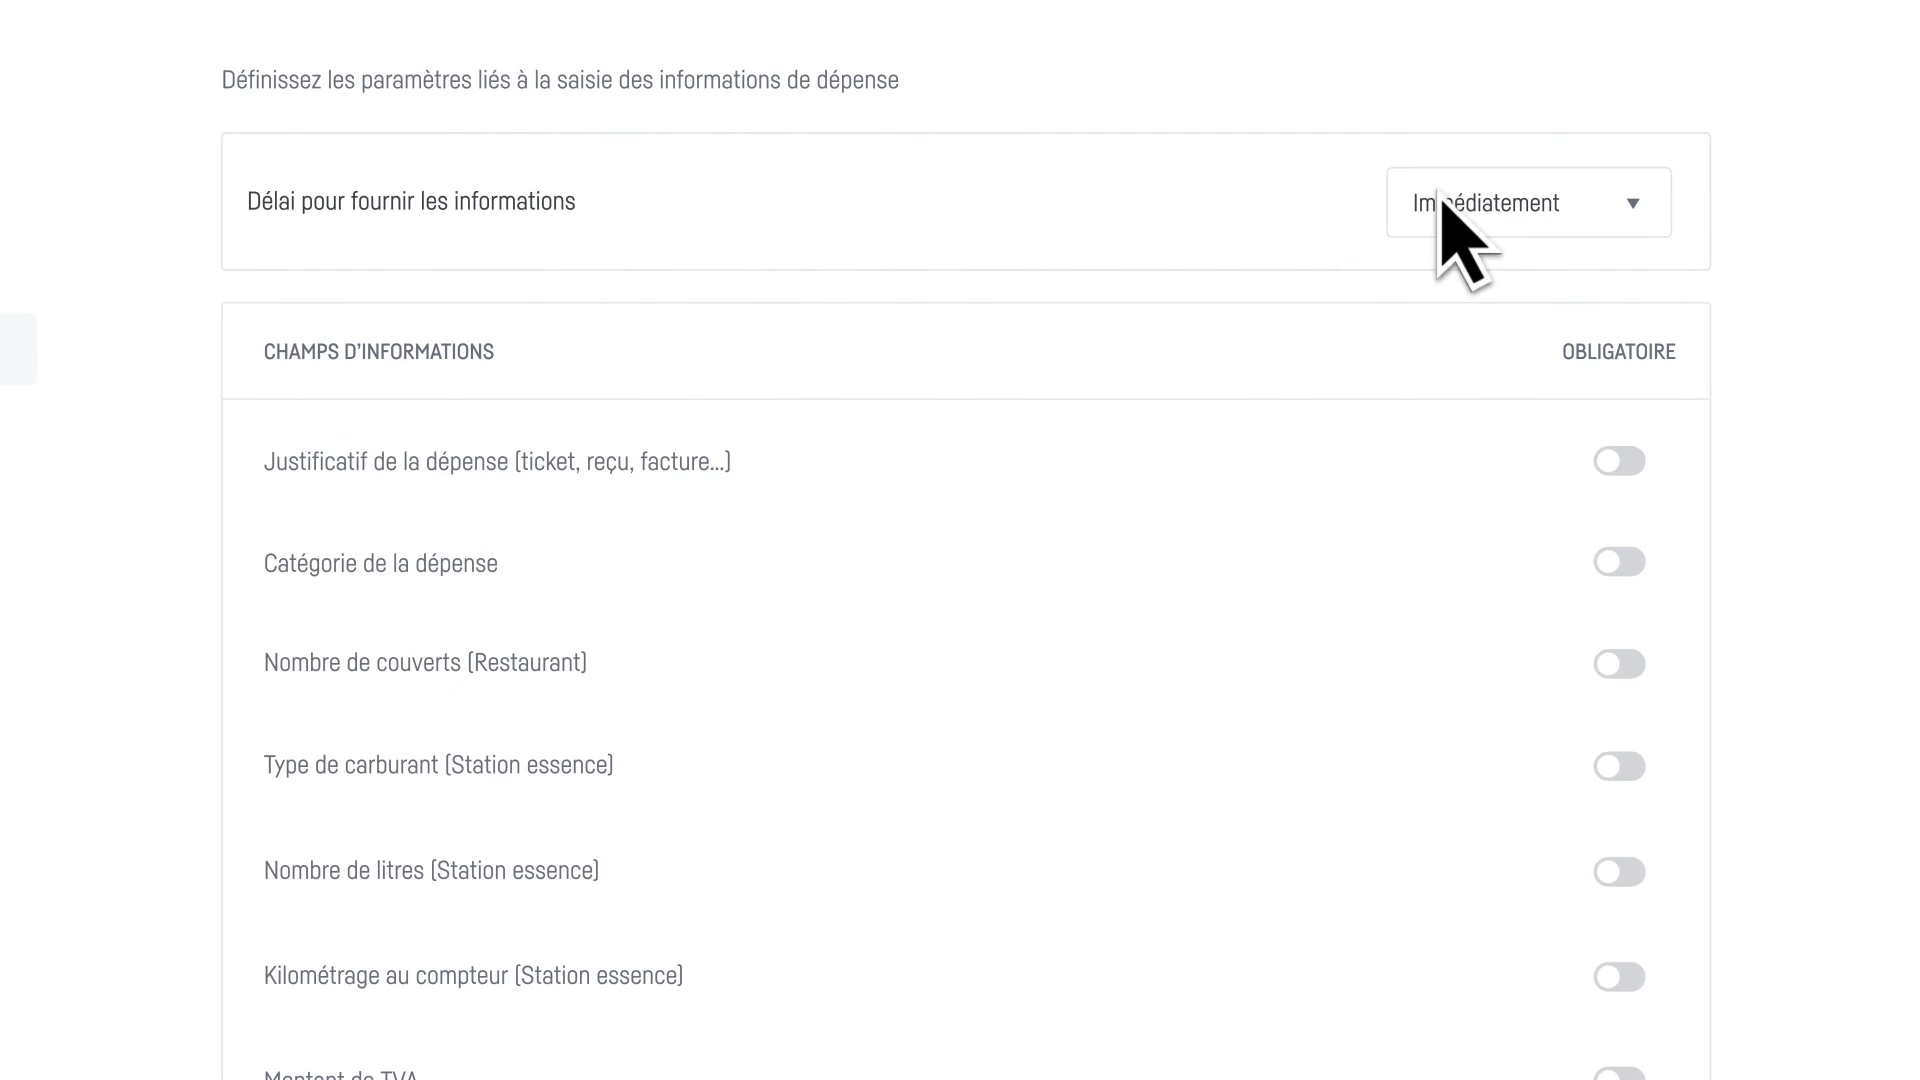 Définissez les paramètres liés à la saisie des informations de dépense
Délai pour fournir les informations
Immédiatement
CHAMPS D’INFORMATIONS
OBLIGATOIRE
Justificatif de la dépense (ticket, reçu, facture...)
Catégorie de la dépense
Nombre de couverts (Restaurant)
Type de carburant (Station essence)
Nombre de litres (Station essence)
Kilométrage au compteur (Station essence)
Montant de TVA